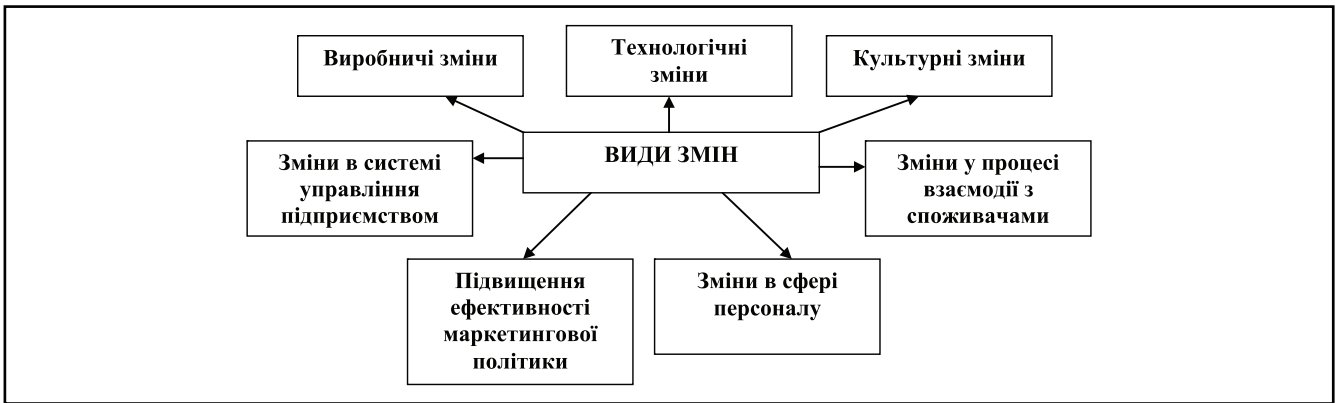 Виробничі зміни
Технологічні
зміни
Культурні зміни
ВИДИ ЗМІН
Зміни в системі
управління
підприємством
Зміни у процесі
взаємодії з
споживачами
Підвищення
ефективності
маркетингової
політики
Зміни в сфері
персоналу